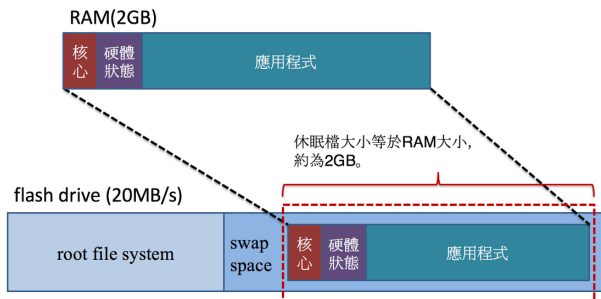 RAM(2GB)
核心
硬體狀態
應用程式
休眠檔大小等於RAM大小,
約為2GB。
flash drive (20MB/s)
root file system
swap
space
核心
硬體狀態
應用程式